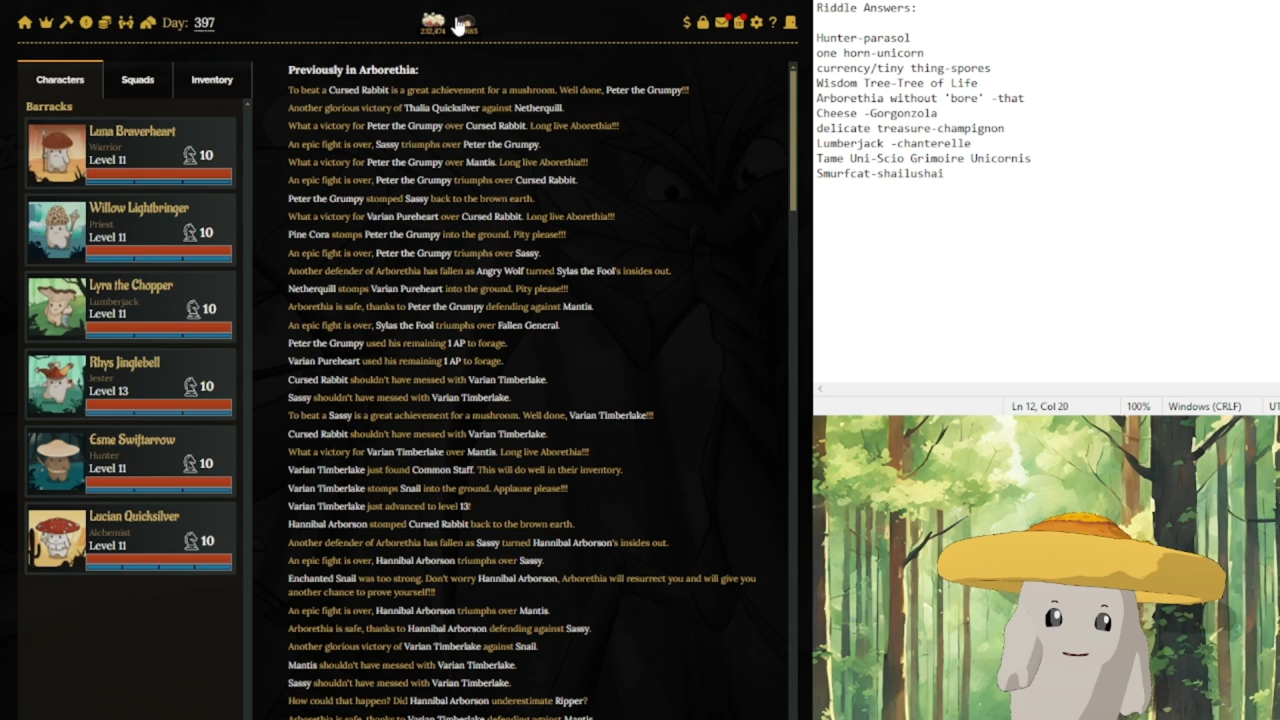 Day: 397
232,474
Characters
Squads
Inventory
Barracks
Luna Braverheart
Warrior
Level 11
10
Willow Lightbringer
Priest
Level 11
10
Lyra the Chopper
Lumberjack
Level 11
10
Rhys Jinglebell
Jester
Level 13
10
Esme Swiftarrow
Hunter
Level 11
10
Lucian Quicksilver
Alchemist
Level 11
10
Previously in Arborethia:
To beat a Cursed Rabbit is a great achievement for a mushroom. Well done, Peter the Grumpy!!!
Another glorious victory of Thalia Quicksilver against Netherquill.
What a victory for Peter the Grumpy over Cursed Rabbit. Long live Aborethia!!!
An epic fight is over, Sassy triumphs over Peter the Grumpy.
What a victory for Peter the Grumpy over Mantis. Long live Aborethia!!!
An epic fight is over, Peter the Grumpy triumphs over Cursed Rabbit.
Peter the Grumpy stomped Sassy back to the brown earth.
What a victory for Varian Pureheart over Cursed Rabbit. Long live Aborethia!!!
Pine Cora stomps Peter the Grumpy into the ground. Pity please!!!
An epic fight is over, Peter the Grumpy triumphs over Sassy.
Another defender of Arborethia has fallen as Angry Wolf turned Sylas the Fool's insides out.
Netherquill stomps Varian Pureheart into the ground. Pity please!!!
Arborethia is safe, thanks to Peter the Grumpy defending against Mantis.
An epic fight is over, Sylas the Fool triumphs over Fallen General.
Peter the Grumpy used his remaining 1 AP to forage.
Varian Pureheart used his remaining 1 AP to forage.
Cursed Rabbit shouldn't have messed with Varian Timberlake.
Sassy shouldn't have messed with Varian Timberlake.
To beat a Sassy is a great achievement for a mushroom. Well done, Varian Timberlake!!!
Cursed Rabbit shouldn't have messed with Varian Timberlake.
What a victory for Varian Timberlake over Mantis. Long live Aborethia!!!
Varian Timberlake just found Common Staff. This will do well in their inventory.
Varian Timberlake stomps Snail into the ground. Applause please!!!
Varian Timberlake just advanced to level 13!
Hannibal Arborson stomped Cursed Rabbit back to the brown earth.
Another defender of Arborethia has fallen as Sassy turned Hannibal Arborson's insides out.
An epic fight is over, Hannibal Arborson triumphs over Sassy.
Enchanted Snail was too strong. Don't worry Hannibal Arborson, Arborethia will resurrect you and will give you
another chance to prove yourself!!!
An epic fight is over, Hannibal Arborson triumphs over Mantis.
Arborethia is safe, thanks to Hannibal Arborson defending against Sassy.
Another glorious victory of Varian Timberlake against Snail.
Mantis shouldn't have messed with Varian Timberlake.
Sassy shouldn't have messed with Varian Timberlake.
How could that happen? Did Hannibal Arborson underestimate Ripper?
Arborethia is safe, thanks to Varian Timberlake defending against Mantis.
Riddle Answers:
Hunter-parasol
one horn-unicorn
currency/tiny thing-spores
Wisdom Tree-Tree of Life
Arborethia without 'bore' -that
Cheese -Gorgonzola
delicate treasure-champignon
Lumberjack -chanterelle
Tame Uni-Scio Grimoire Unicornis
Smurfcat-shailushai
Ln 12, Col 20
100%
Windows (CRLF)
UT